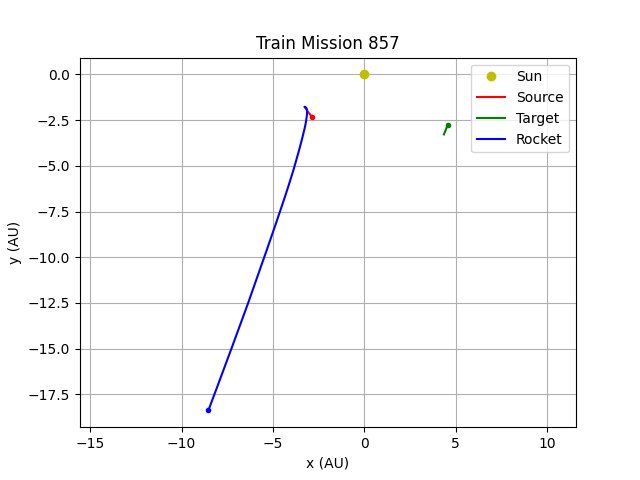 Train Mission 857
Sun
Source
Target
Rocket
0.0
−2.5
−5.0
−7.5
−10.0
−12.5
−15.0
−17.5
y (AU)
−15
−10
−5
0
5
10
x (AU)